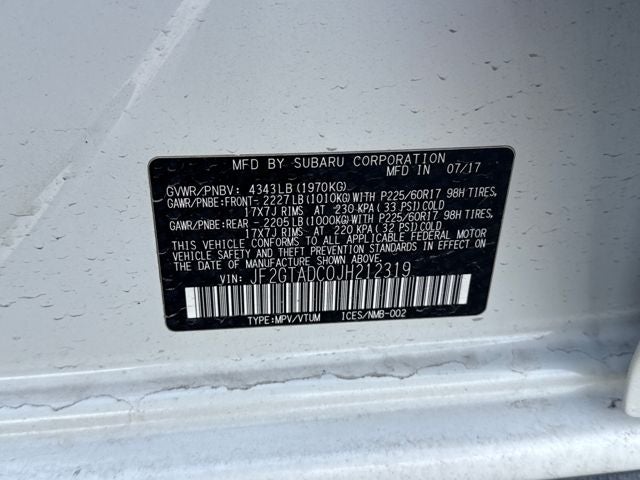 MFD BY SUBARU CORPORATION
MFD IN 07/17
GVWR/PNBV: 4343LB(1970KG)
GAWR/PNBE:FRONT-2227LB(1010KG)WITH P225/60R17 98H TIRES,
17X7J RIMS AT 230 KPA(33 PSI)COLD
GAWR/PNBE:REAR -2205LB(1000KG)WITH P225/60R17 98H TIRES,
17X7J RIMS AT 220 KPA(32 PSI)COLD
THIS VEHICLE CONFORMS TO ALL APPLICABLE FEDERAL MOTOR
VEHICLE SAFETY AND THEFT PREVENTION STANDARDS IN EFFECT
ON THE DATE OF MANUFACTURE SHOWN ABOVE.
VIN: JF2GTADC0JH212319
TYPE:MPV/VTUM ICES/NMB-002